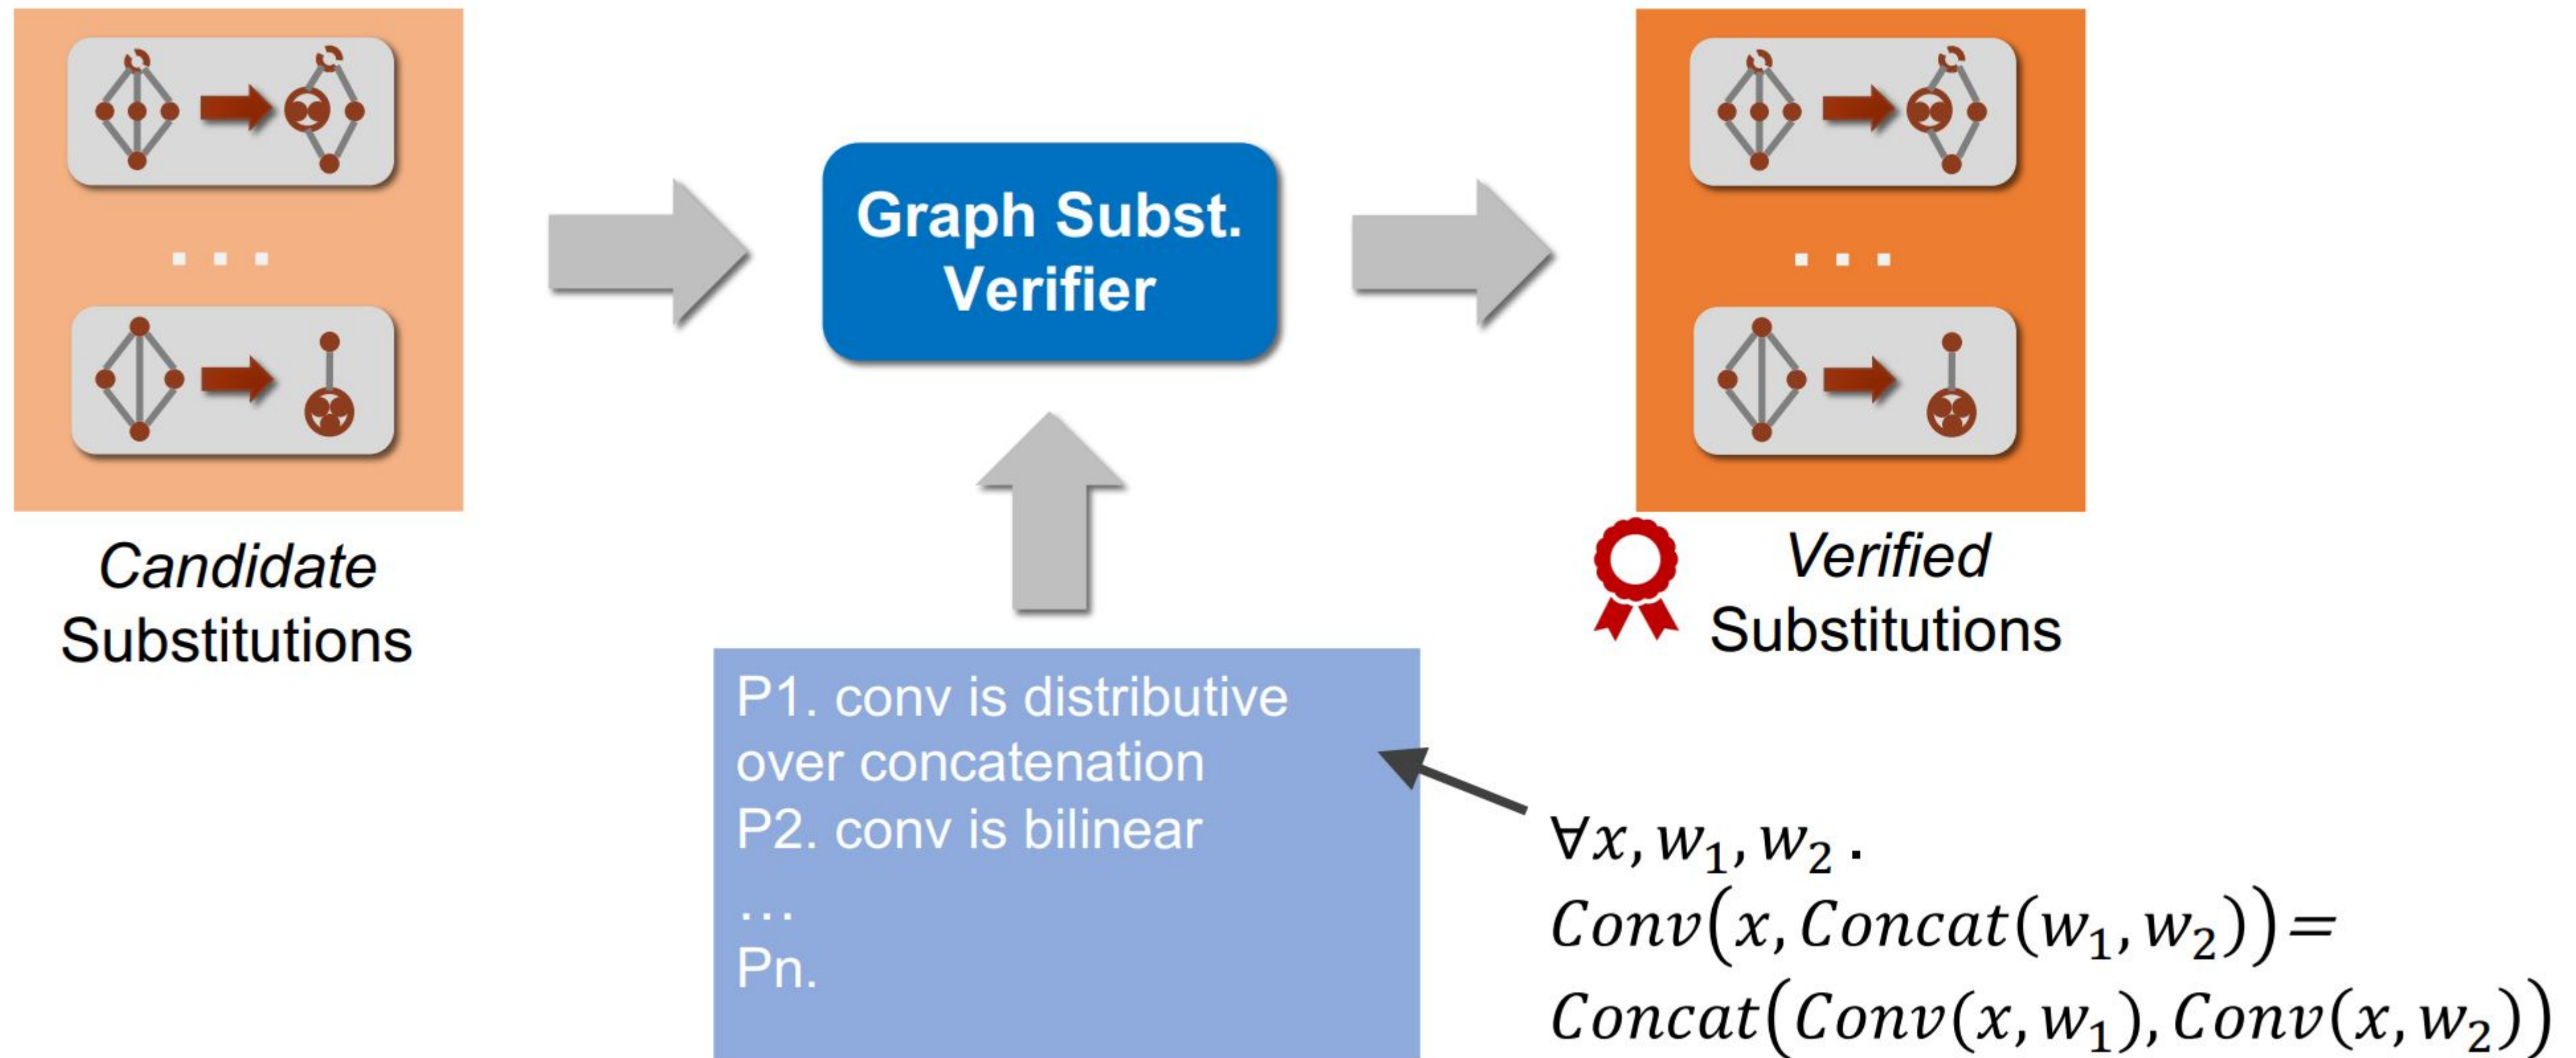 . . .
Candidate
Substitutions
Graph Subst.
Verifier
. . .
Verified
Substitutions
P1. conv is distributive
over concatenation
P2. conv is bilinear
...
Pn.
∀x, w₁, w₂ .
Conv(x, Concat(w₁, w₂)) =
Concat(Conv(x, w₁), Conv(x, w₂))